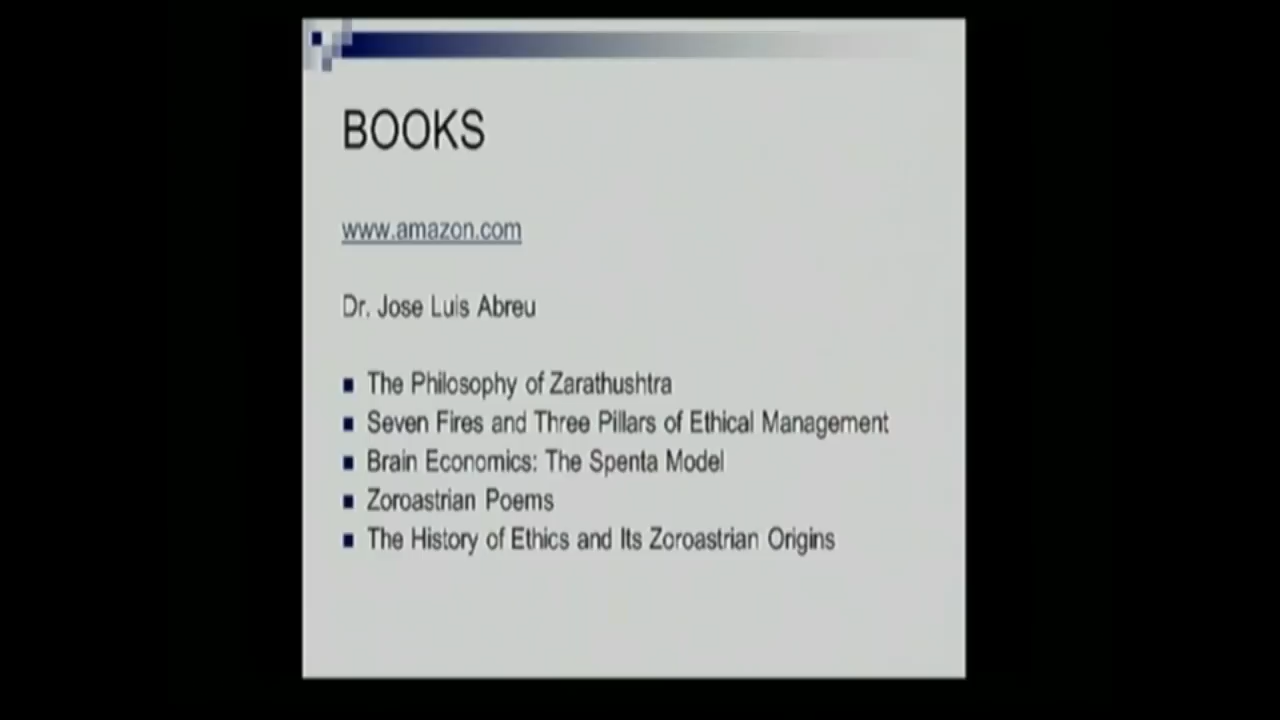 BOOKS
www.amazon.com
Dr. Jose Luis Abreu
The Philosophy of Zarathushtra
Seven Fires and Three Pillars of Ethical Management
Brain Economics: The Spenta Model
Zoroastrian Poems
The History of Ethics and Its Zoroastrian Origins